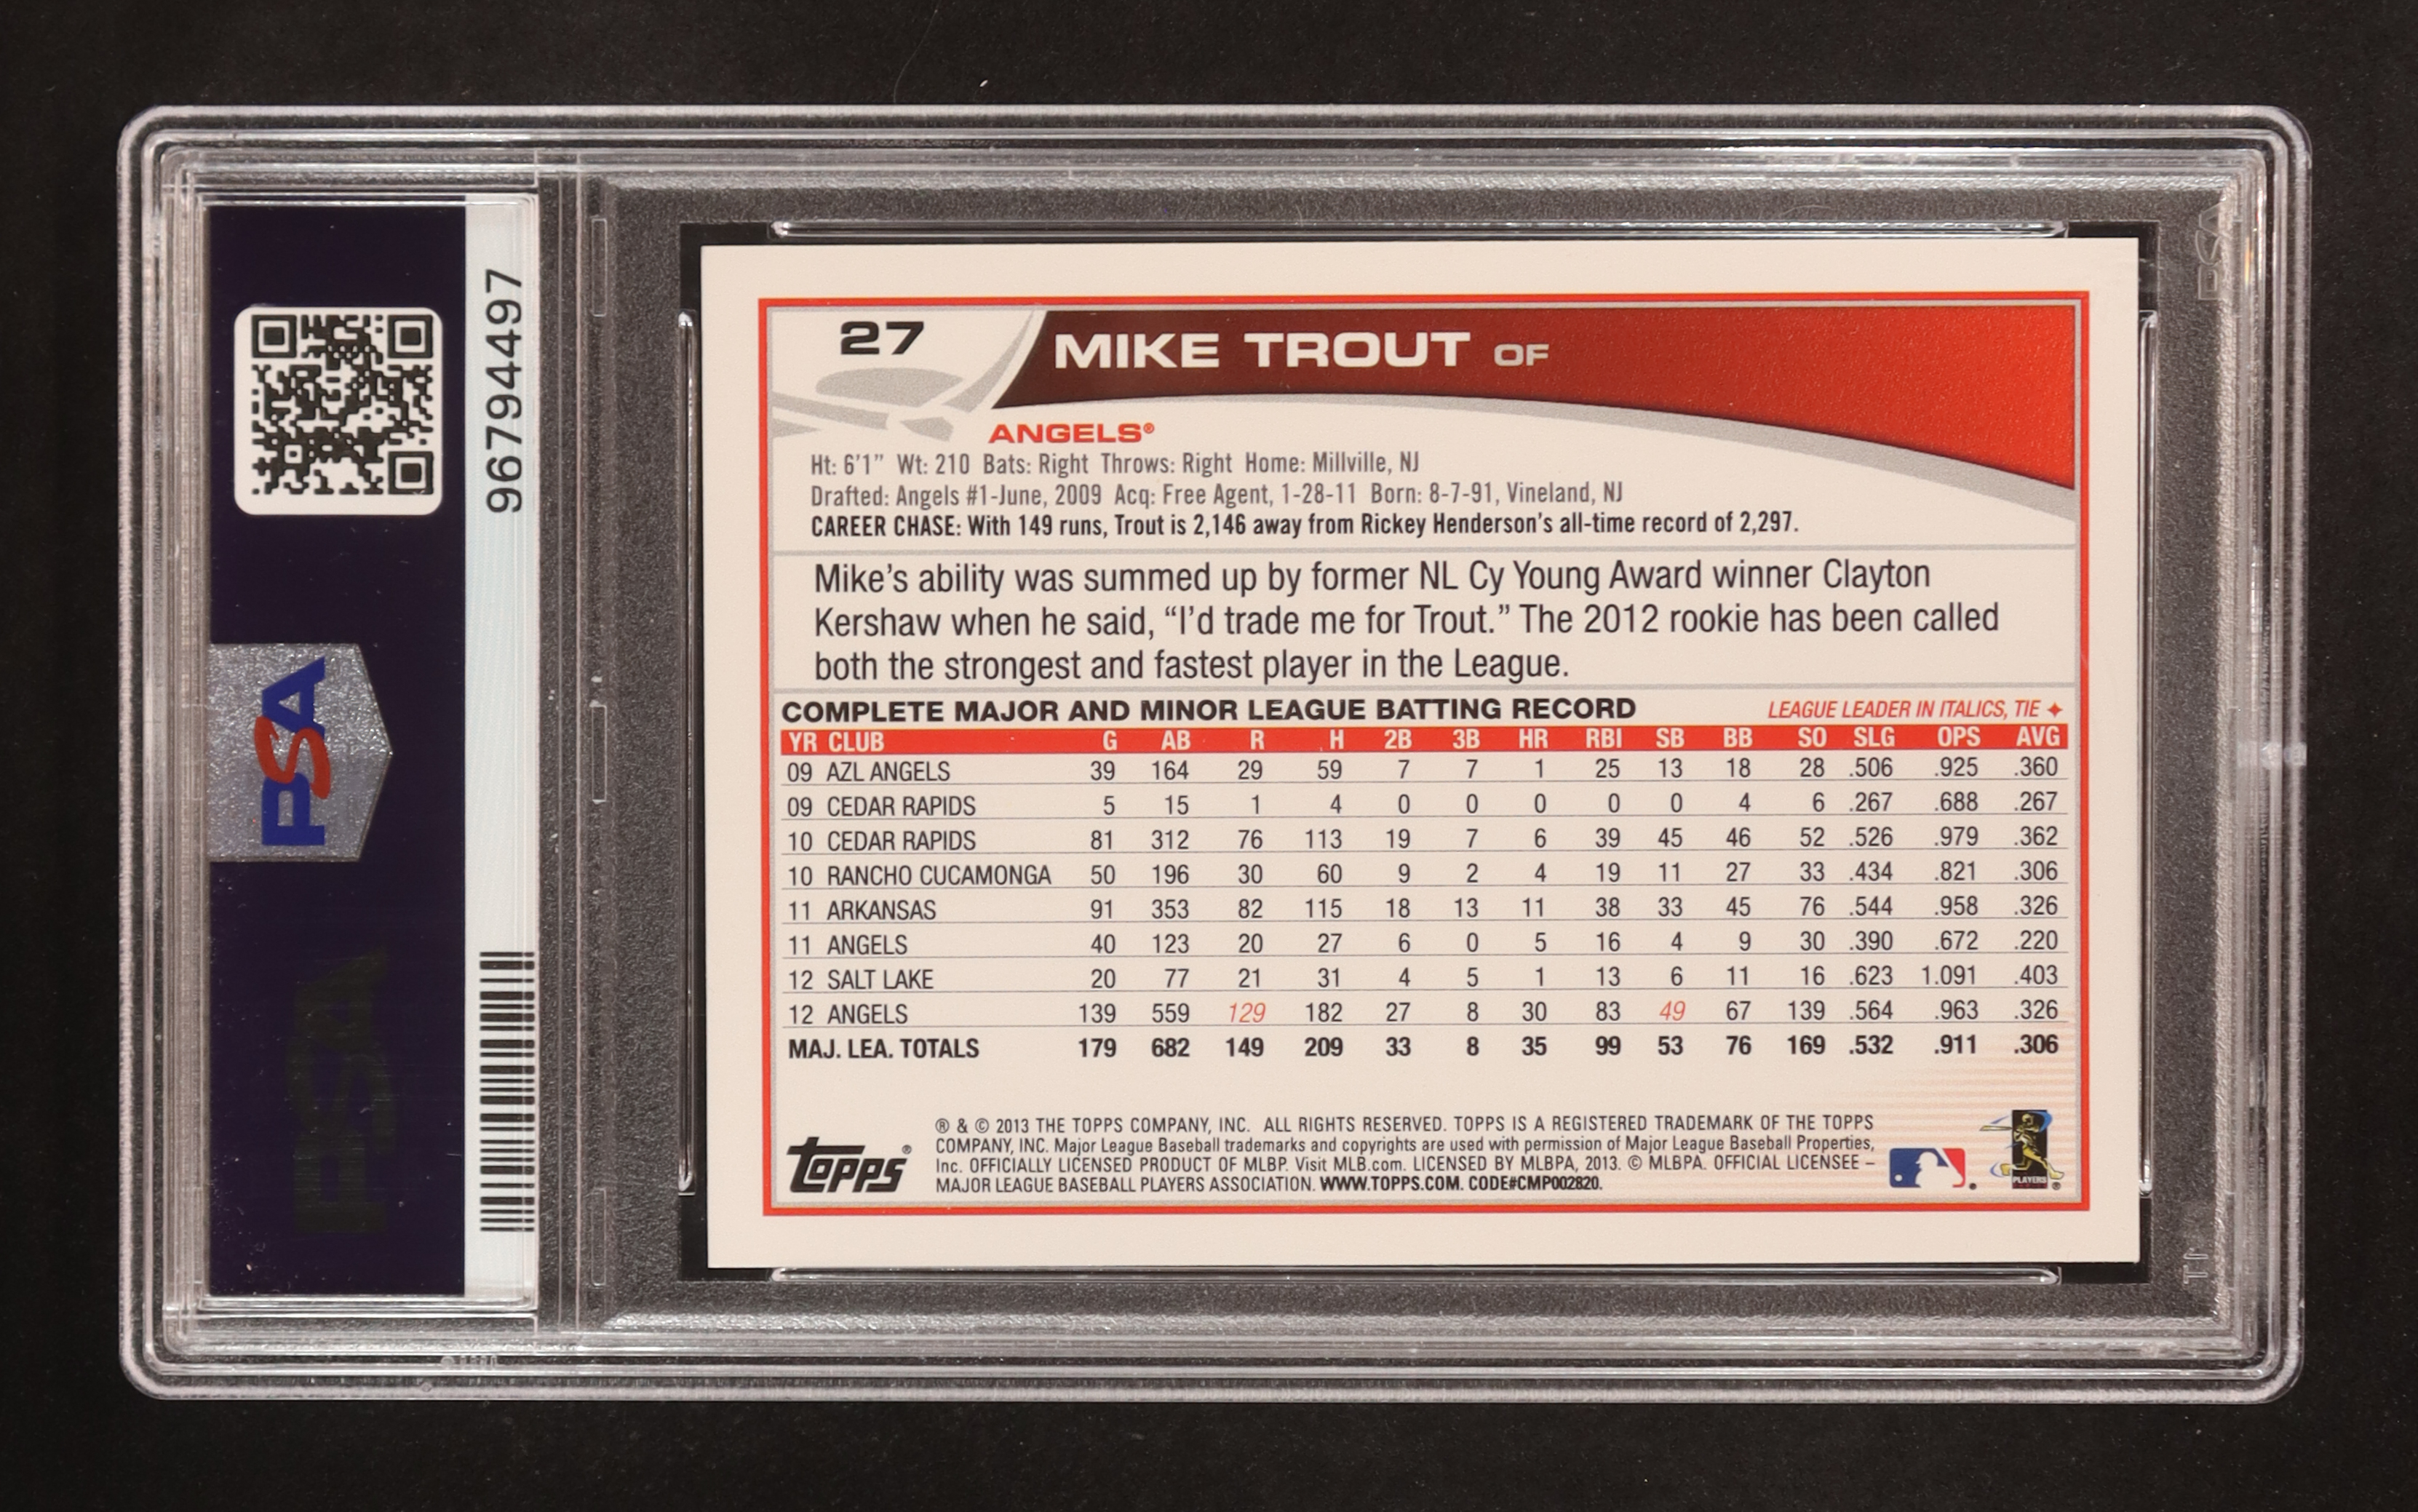 96794497
PSA
PSA
PSA
27
MIKE TROUT OF
ANGELS®
Ht: 6'1" Wt: 210 Bats: Right Throws: Right Home: Millville, NJ
Drafted: Angels #1-June, 2009 Acq: Free Agent, 1-28-11 Born: 8-7-91, Vineland, NJ
CAREER CHASE: With 149 runs, Trout is 2,146 away from Rickey Henderson's all-time record of 2,297.
Mike's ability was summed up by former NL Cy Young Award winner Clayton
Kershaw when he said, “I'd trade me for Trout.” The 2012 rookie has been called
both the strongest and fastest player in the League.
COMPLETE MAJOR AND MINOR LEAGUE BATTING RECORD LEAGUE LEADER IN ITALICS, TIE ✦
YR CLUB G AB R H 2B 3B HR RBI SB BB SO SLG OPS AVG
09 AZL ANGELS 39 164 29 59 7 7 1 25 13 18 28 .506 .925 .360
09 CEDAR RAPIDS 5 15 1 4 0 0 0 0 0 4 6 .267 .688 .267
10 CEDAR RAPIDS 81 312 76 113 19 7 6 39 45 46 52 .526 .979 .362
10 RANCHO CUCAMONGA 50 196 30 60 9 2 4 19 11 27 33 .434 .821 .306
11 ARKANSAS 91 353 82 115 18 13 11 38 33 45 76 .544 .958 .326
11 ANGELS 40 123 20 27 6 0 5 16 4 9 30 .390 .672 .220
12 SALT LAKE 20 77 21 31 4 5 1 13 6 11 16 .623 1.091 .403
12 ANGELS 139 559 129 182 27 8 30 83 49 67 139 .564 .963 .326
MAJ. LEA. TOTALS 179 682 149 209 33 8 35 99 53 76 169 .532 .911 .306
® & © 2013 THE TOPPS COMPANY, INC. ALL RIGHTS RESERVED. TOPPS IS A REGISTERED TRADEMARK OF THE TOPPS
COMPANY, INC. Major League Baseball trademarks and copyrights are used with permission of Major League Baseball Properties,
Inc. OFFICIALLY LICENSED PRODUCT OF MLBP. Visit MLB.com. LICENSED BY MLBPA, 2013. © MLBPA. OFFICIAL LICENSEE –
MAJOR LEAGUE BASEBALL PLAYERS ASSOCIATION. WWW.TOPPS.COM. CODE#CMP002820.
Topps®
PLAYERS